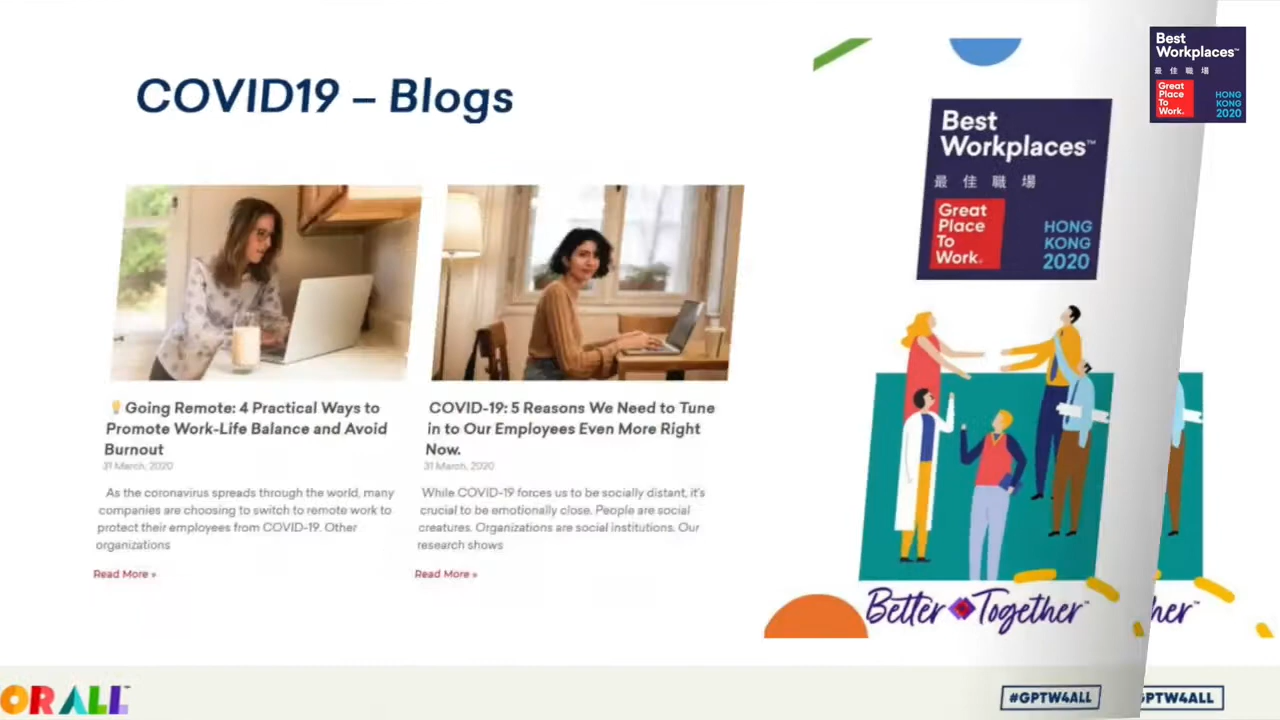 COVID19 – Blogs
💡Going Remote: 4 Practical Ways to
Promote Work-Life Balance and Avoid
Burnout
31 March, 2020
As the coronavirus spreads through the world, many
companies are choosing to switch to remote work to
protect their employees from COVID-19. Other
organizations
Read More »
COVID-19: 5 Reasons We Need to Tune
in to Our Employees Even More Right
Now.
31 March, 2020
While COVID-19 forces us to be socially distant, it's
crucial to be emotionally close. People are social
creatures. Organizations are social institutions. Our
research shows
Read More »
Best
Workplaces™
最佳職場
Great
Place
To
Work.
HONG
KONG
2020
Better Together™
Best
Workplaces™
最佳職場
Great
Place
To
Work.
HONG
KONG
2020
her™
OR ALL™
#GPTW4ALL
PTW4ALL